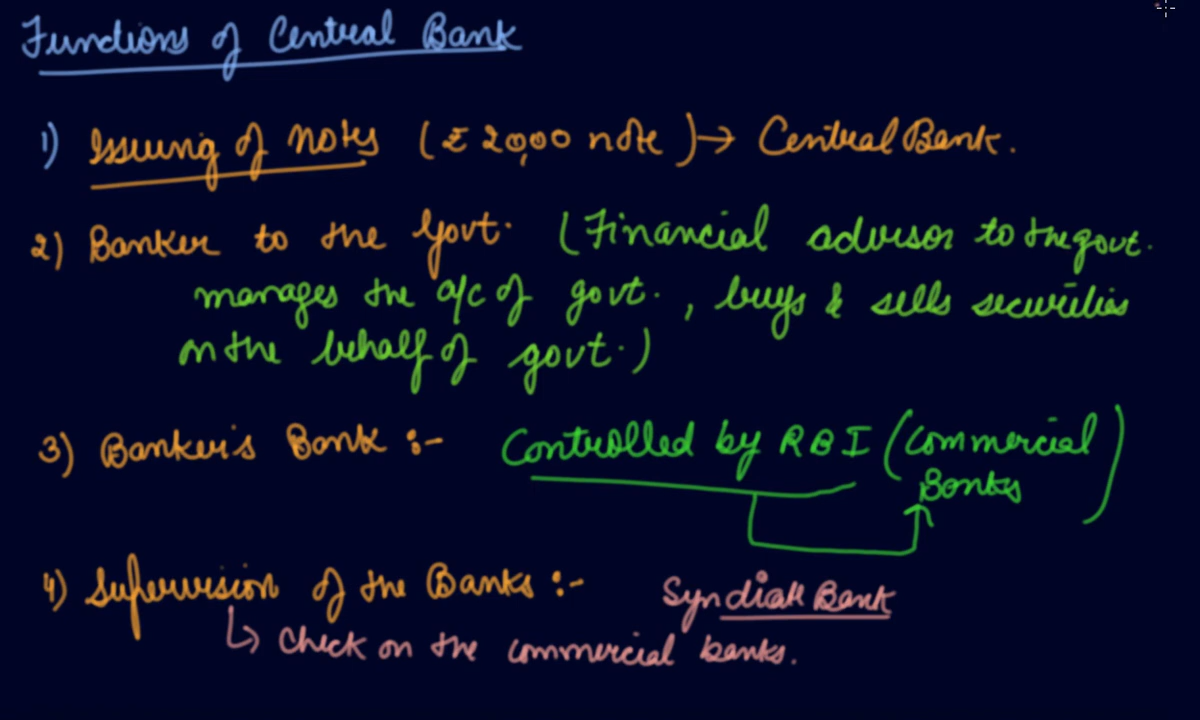 Functions of Central Bank
1) Issuing of Notes (₹ 2,000 note) → Central Bank.
2) Banker to the Govt. (Financial advisor to the govt.
manages the a/c of govt., buys & sells securities
on the behalf of govt.)
3) Banker's Bank :- Controlled by RBI (Commercial
Banks)
4) Supervision of the Banks :- Syndicate Bank
↳ Check on the commercial banks.